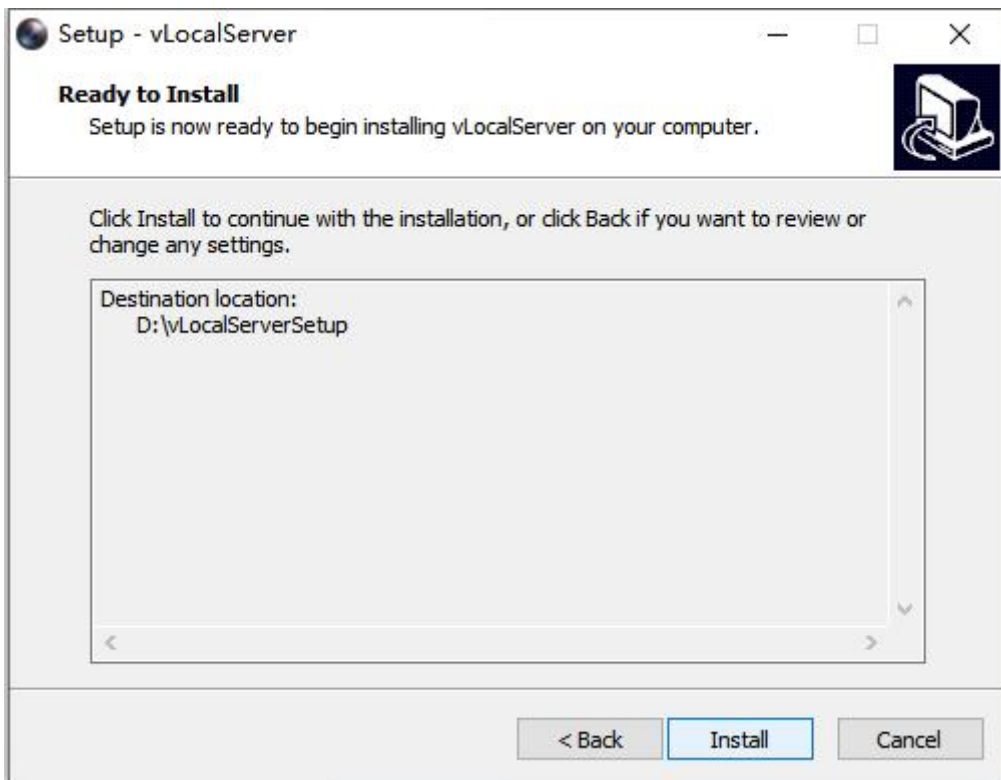 Setup - vLocalServer
Ready to Install
Setup is now ready to begin installing vLocalServer on your computer.
Click Install to continue with the installation, or click Back if you want to review or
change any settings.
Destination location:
D:\vLocalServerSetup
< Back
Install
Cancel